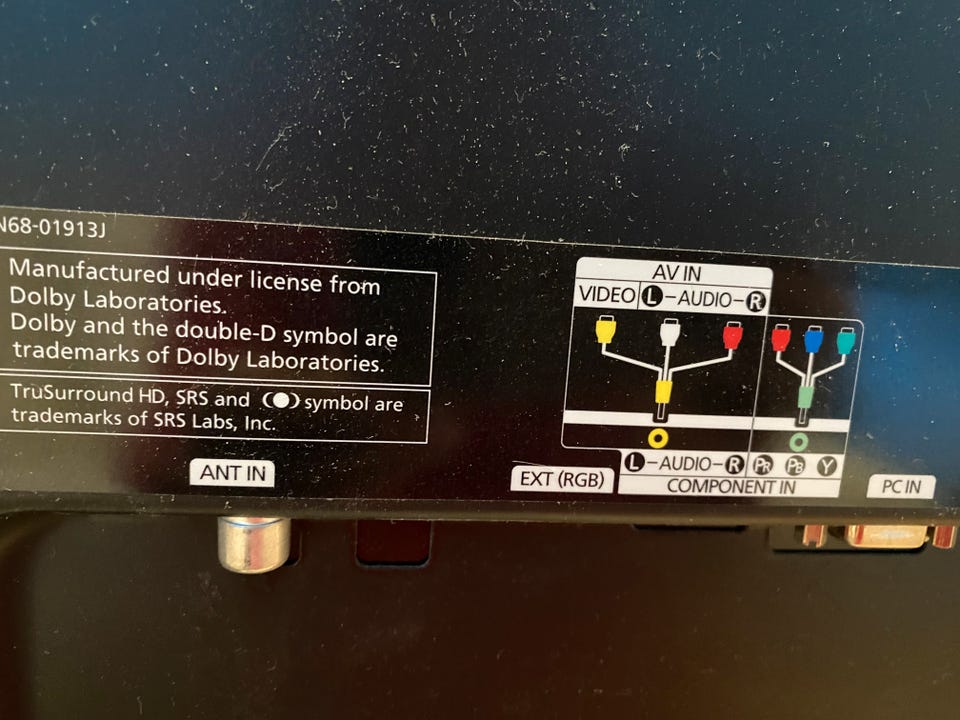 N68-01913J
Manufactured under license from
Dolby Laboratories.
Dolby and the double-D symbol are
trademarks of Dolby Laboratories.
TruSurround HD, SRS and symbol are
trademarks of SRS Labs, Inc.
ANT IN
AV IN
VIDEO L-AUDIO-R
EXT (RGB)
L-AUDIO-R PR PB Y
COMPONENT IN
PC IN